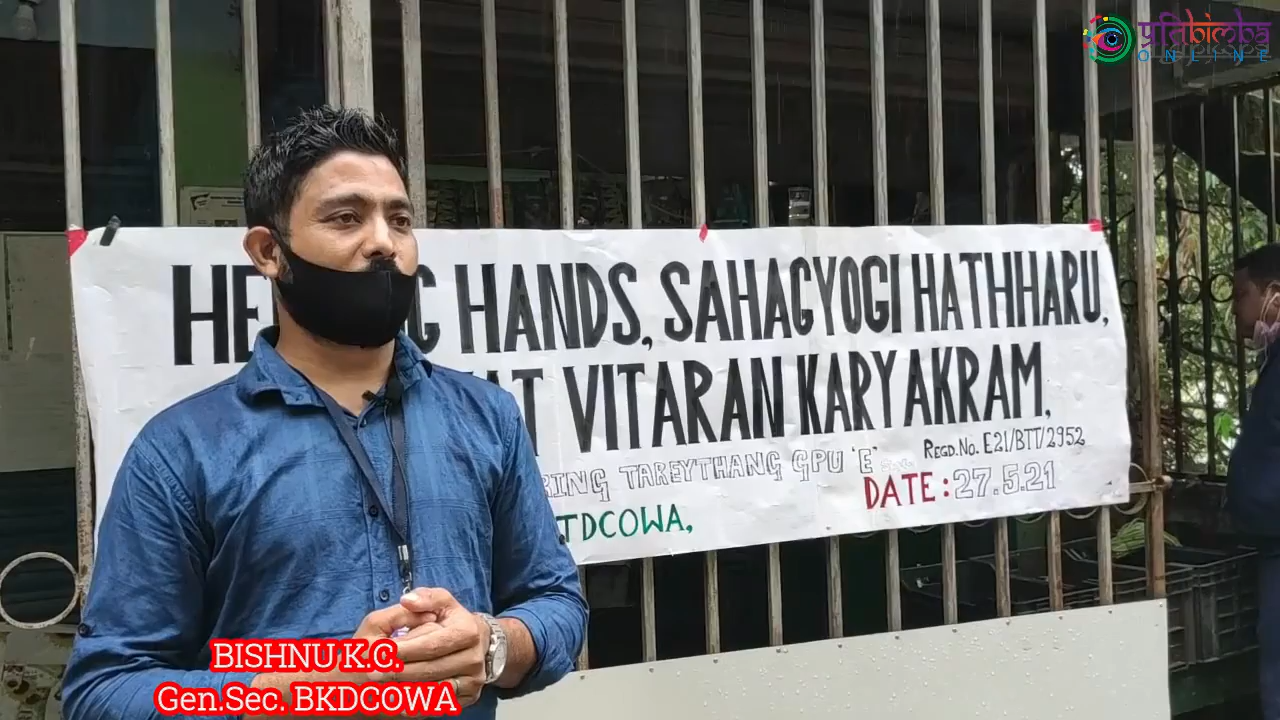 प्रतिबिम्ब
ONLINE
HANDS, SAHAGYOGI HATHHARU,
VITARAN KARYAKRAM,
TAREYTHANG GPU 'E' REGD.NO. E21/BTT/2952
DATE: 27.5.21
TDCOWA,
BISHNU K.C.
Gen.Sec. BKDCOWA